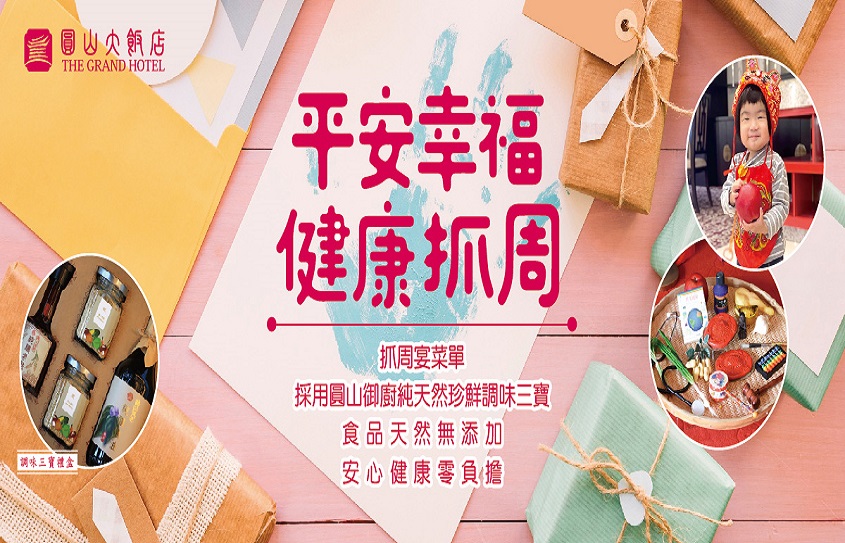 圓山大飯店
THE GRAND HOTEL
平安幸福
健康抓周
抓周宴菜單
採用圓山御廚純天然珍鮮調味三寶
食品天然無添加
安心健康零負擔
調味三寶禮盒